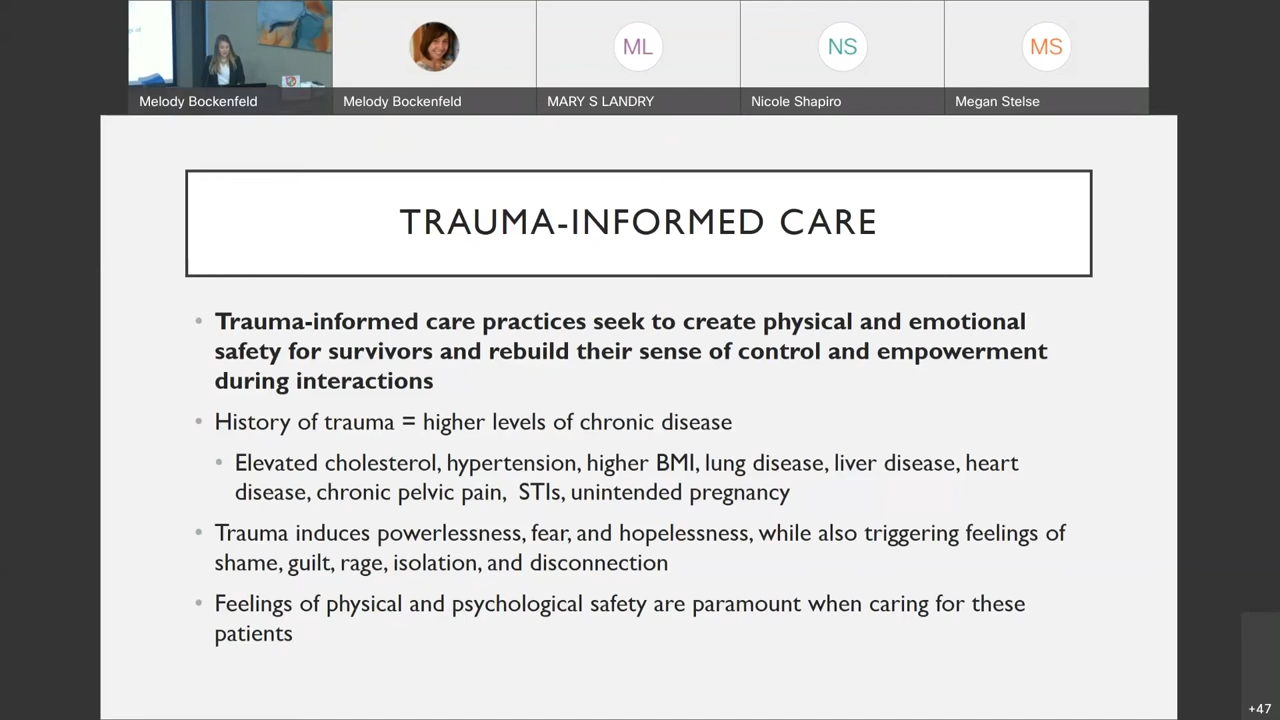 Melody Bockenfeld
Melody Bockenfeld
ML
MARY S LANDRY
NS
Nicole Shapiro
MS
Megan Stelse
TRAUMA-INFORMED CARE
• Trauma-informed care practices seek to create physical and emotional
safety for survivors and rebuild their sense of control and empowerment
during interactions
• History of trauma = higher levels of chronic disease
• Elevated cholesterol, hypertension, higher BMI, lung disease, liver disease, heart
disease, chronic pelvic pain, STIs, unintended pregnancy
• Trauma induces powerlessness, fear, and hopelessness, while also triggering feelings of
shame, guilt, rage, isolation, and disconnection
• Feelings of physical and psychological safety are paramount when caring for these
patients
+47